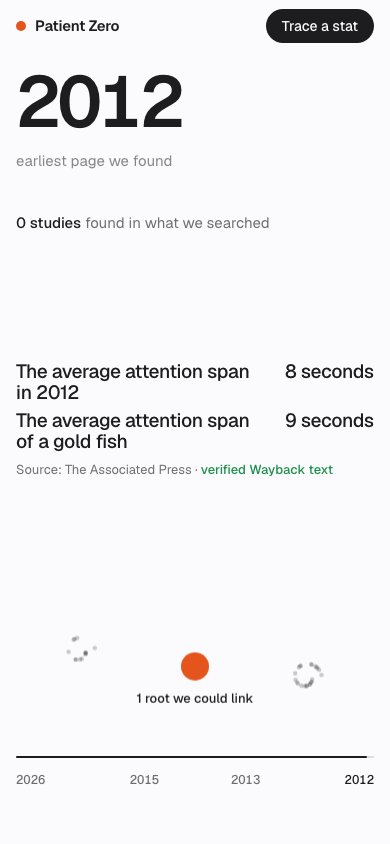 Patient Zero
Trace a stat
2012
earliest page we found
0 studies found in what we searched
The average attention span 8 seconds
in 2012
The average attention span 9 seconds
of a gold fish
Source: The Associated Press · verified Wayback text
1 root we could link
2026 2015 2013 2012